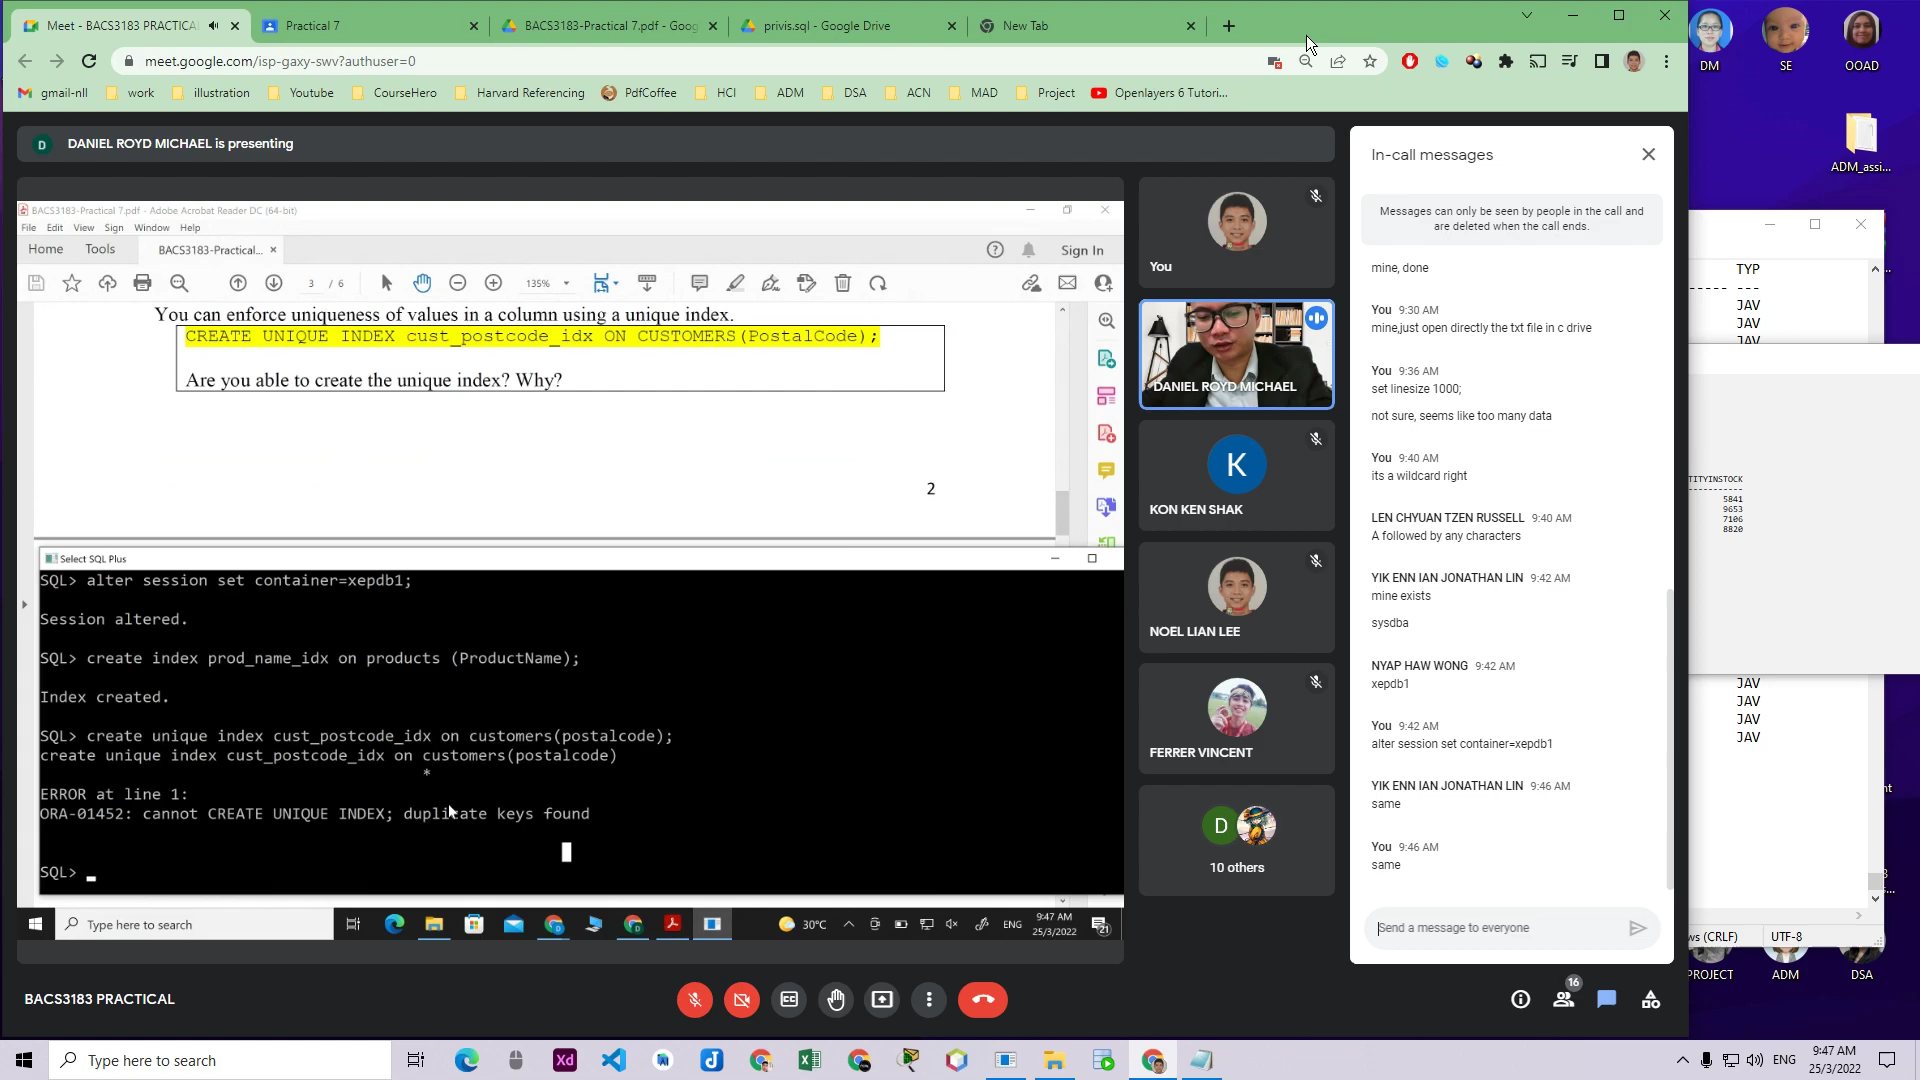 Meet - BACS3183 PRACTICAL
Practical 7
BACS3183-Practical 7.pdf - Goog
privis.sql - Google Drive
New Tab
meet.google.com/isp-gaxy-swv?authuser=0
gmail-nll
work
illustration
Youtube
CourseHero
Harvard Referencing
PdfCoffee
HCI
ADM
DSA
ACN
MAD
Project
Openlayers 6 Tutori...
DM
SE
OOAD
ADM_assi...
D
DANIEL ROYD MICHAEL is presenting
BACS3183-Practical 7.pdf - Adobe Acrobat Reader DC (64-bit)
File Edit View Sign Window Help
Home Tools BACS3183-Practical... Sign In
3 / 6 135%
You can enforce uniqueness of values in a column using a unique index.
CREATE UNIQUE INDEX cust_postcode_idx ON CUSTOMERS(PostalCode);
Are you able to create the unique index? Why?
2
Select SQL Plus
SQL> alter session set container=xepdb1;
Session altered.
SQL> create index prod_name_idx on products (ProductName);
Index created.
SQL> create unique index cust_postcode_idx on customers(postalcode);
create unique index cust_postcode_idx on customers(postalcode)
*
ERROR at line 1:
ORA-01452: cannot CREATE UNIQUE INDEX; duplicate keys found
SQL>
Type here to search
30°C
ENG
9:47 AM
25/3/2022
21
You
DANIEL ROYD MICHAEL
K
KON KEN SHAK
NOEL LIAN LEE
FERRER VINCENT
D
10 others
In-call messages
Messages can only be seen by people in the call and
are deleted when the call ends.
mine, done
You 9:30 AM
mine,just open directly the txt file in c drive
You 9:36 AM
set linesize 1000;
not sure, seems like too many data
You 9:40 AM
its a wildcard right
LEN CHYUAN TZEN RUSSELL 9:40 AM
A followed by any characters
YIK ENN IAN JONATHAN LIN 9:42 AM
mine exists
sysdba
NYAP HAW WONG 9:42 AM
xepdb1
You 9:42 AM
alter session set container=xepdb1
YIK ENN IAN JONATHAN LIN 9:46 AM
same
You 9:46 AM
same
Send a message to everyone
TYP
----- ---
JAV
JAV
JAV
TITYINSTOCK
-----------
5841
9653
7106
8820
JAV
JAV
JAV
JAV
ws (CRLF)
UTF-8
PROJECT
ADM
DSA
BACS3183 PRACTICAL
16
Type here to search
Xd
ENG
9:47 AM
25/3/2022